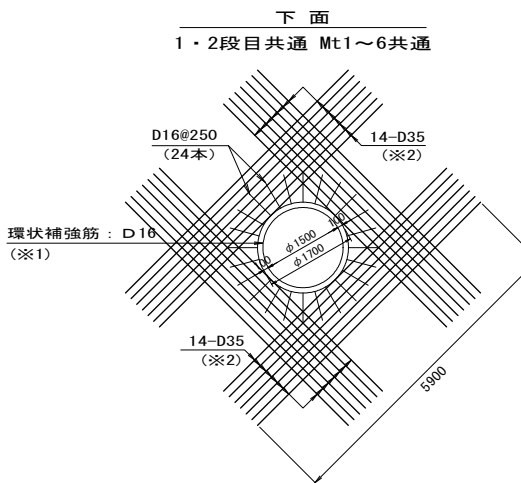 下 面
1・2段目共通 Mt1～6共通
D16@250
(24本)
14-D35
(※2)
環状補強筋 : D16
(※1)
100
φ1500
φ1700
100
14-D35
(※2)
5900